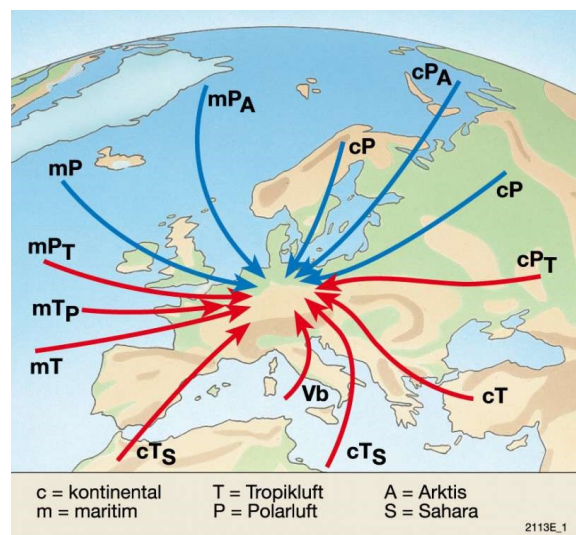 cPA
mPA
cP
mP
cP
mPT
cPT
mTP
mT
Vb
cT
cTS
cTS
c = kontinental T = Tropikluft A = Arktis
m = maritim P = Polarluft S = Sahara
2113E_1